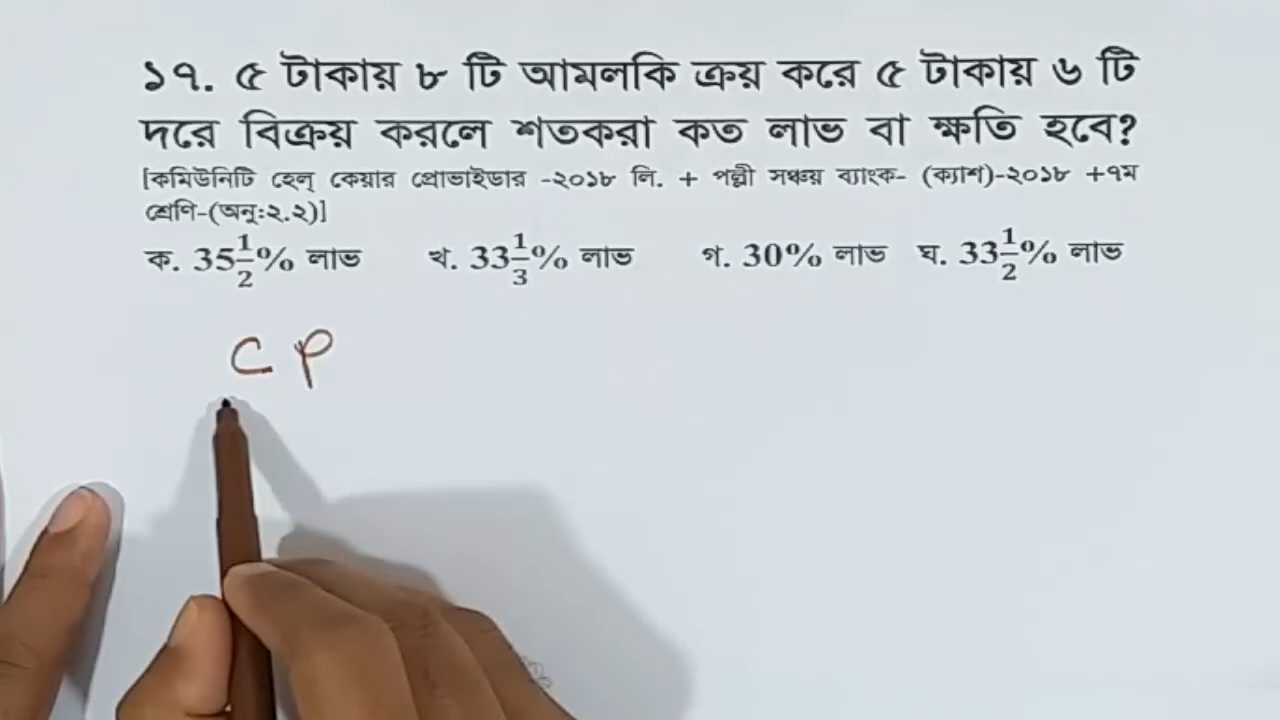 ১৭. ৫ টাকায় ৮ টি আমলকি ক্রয় করে ৫ টাকায় ৬ টি
দরে বিক্রয় করলে শতকরা কত লাভ বা ক্ষতি হবে?
[কমিউনিটি হেল্ কেয়ার প্রোভাইডার -২০১৮ লি. + পল্লী সঞ্চয় ব্যাংক- (ক্যাশ)-২০১৮ +৭ম
শ্রেণি-(অনু:২.২)]
ক. 35½% লাভ খ. 33⅓% লাভ গ. 30% লাভ ঘ. 33½% লাভ
CP